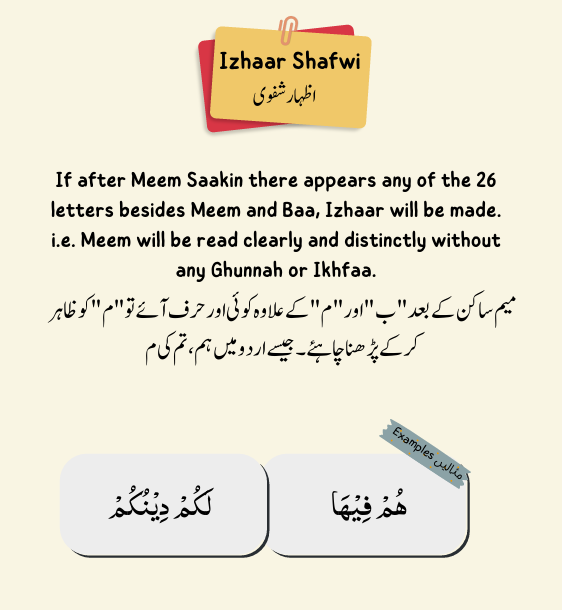 Izhaar Shafwi
اظہار شفوی
If after Meem Saakin there appears any of the 26
letters besides Meem and Baa, Izhaar will be made.
i.e. Meem will be read clearly and distinctly without
any Ghunnah or Ikhfaa.
میم ساکن کے بعد "ب" اور "م" کے علاوہ کوئی اور حرف آئے تو "م" کو ظاہر
کر کے پڑھنا چاہئے۔ جیسے اردو میں ہم، تم کی م
Examples مثالیں
هُمْ فِيْهَا
لَكُمْ دِيْنُكُمْ